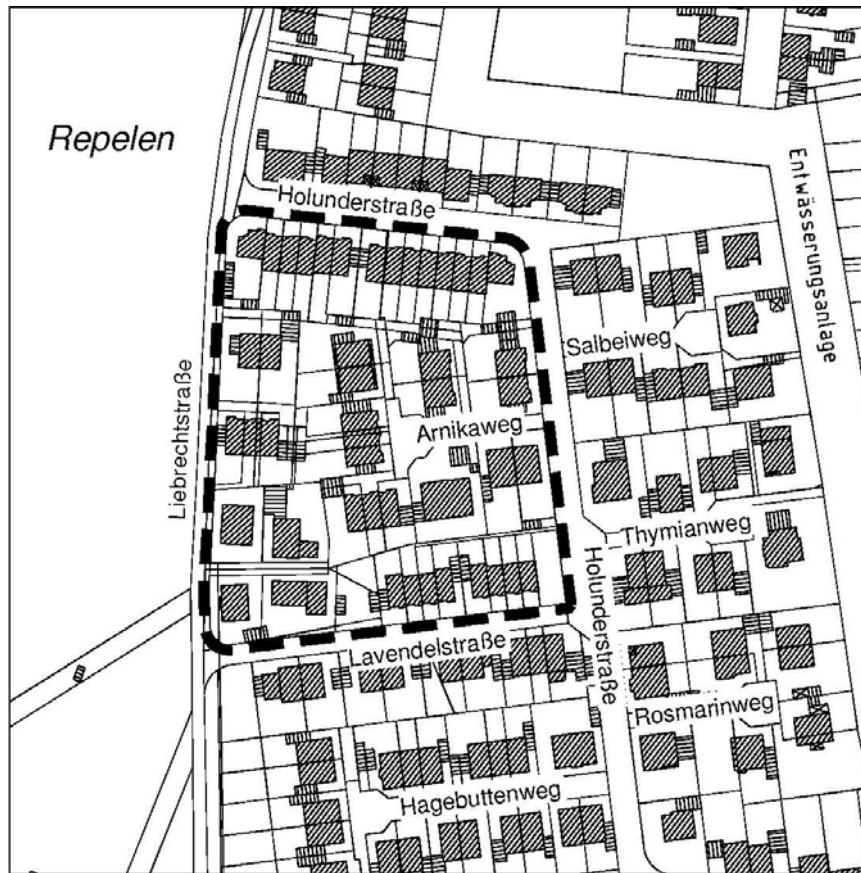 Repelen
Entwässerungsanlage
Holunderstraße
Salbeiweg
Liebrechtstraße
Arnikaweg
Thymianweg
Holunderstraße
Lavendelstraße
Rosmarinweg
Hagebuttenweg